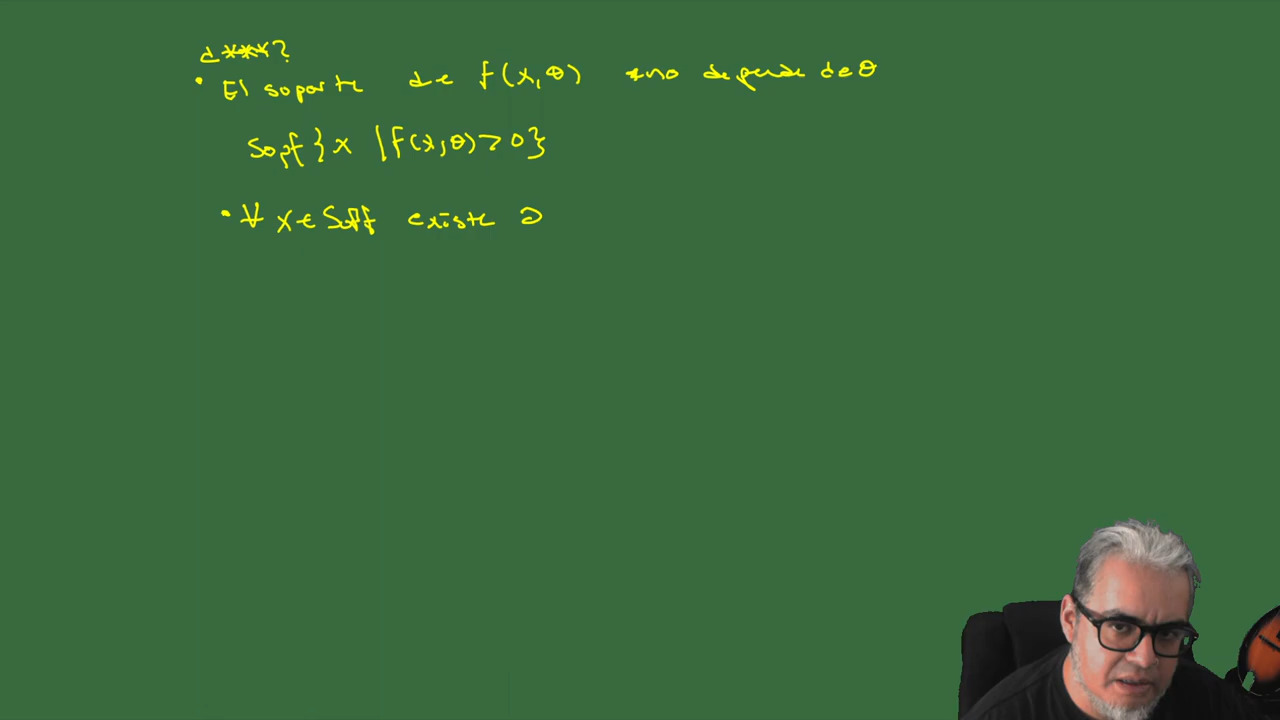 ¿***?
• El soporte de f(x,θ) no depende de θ
Sopf } x | f(x,θ) > 0}
• ∀ x ∈ Sopf existe ∂